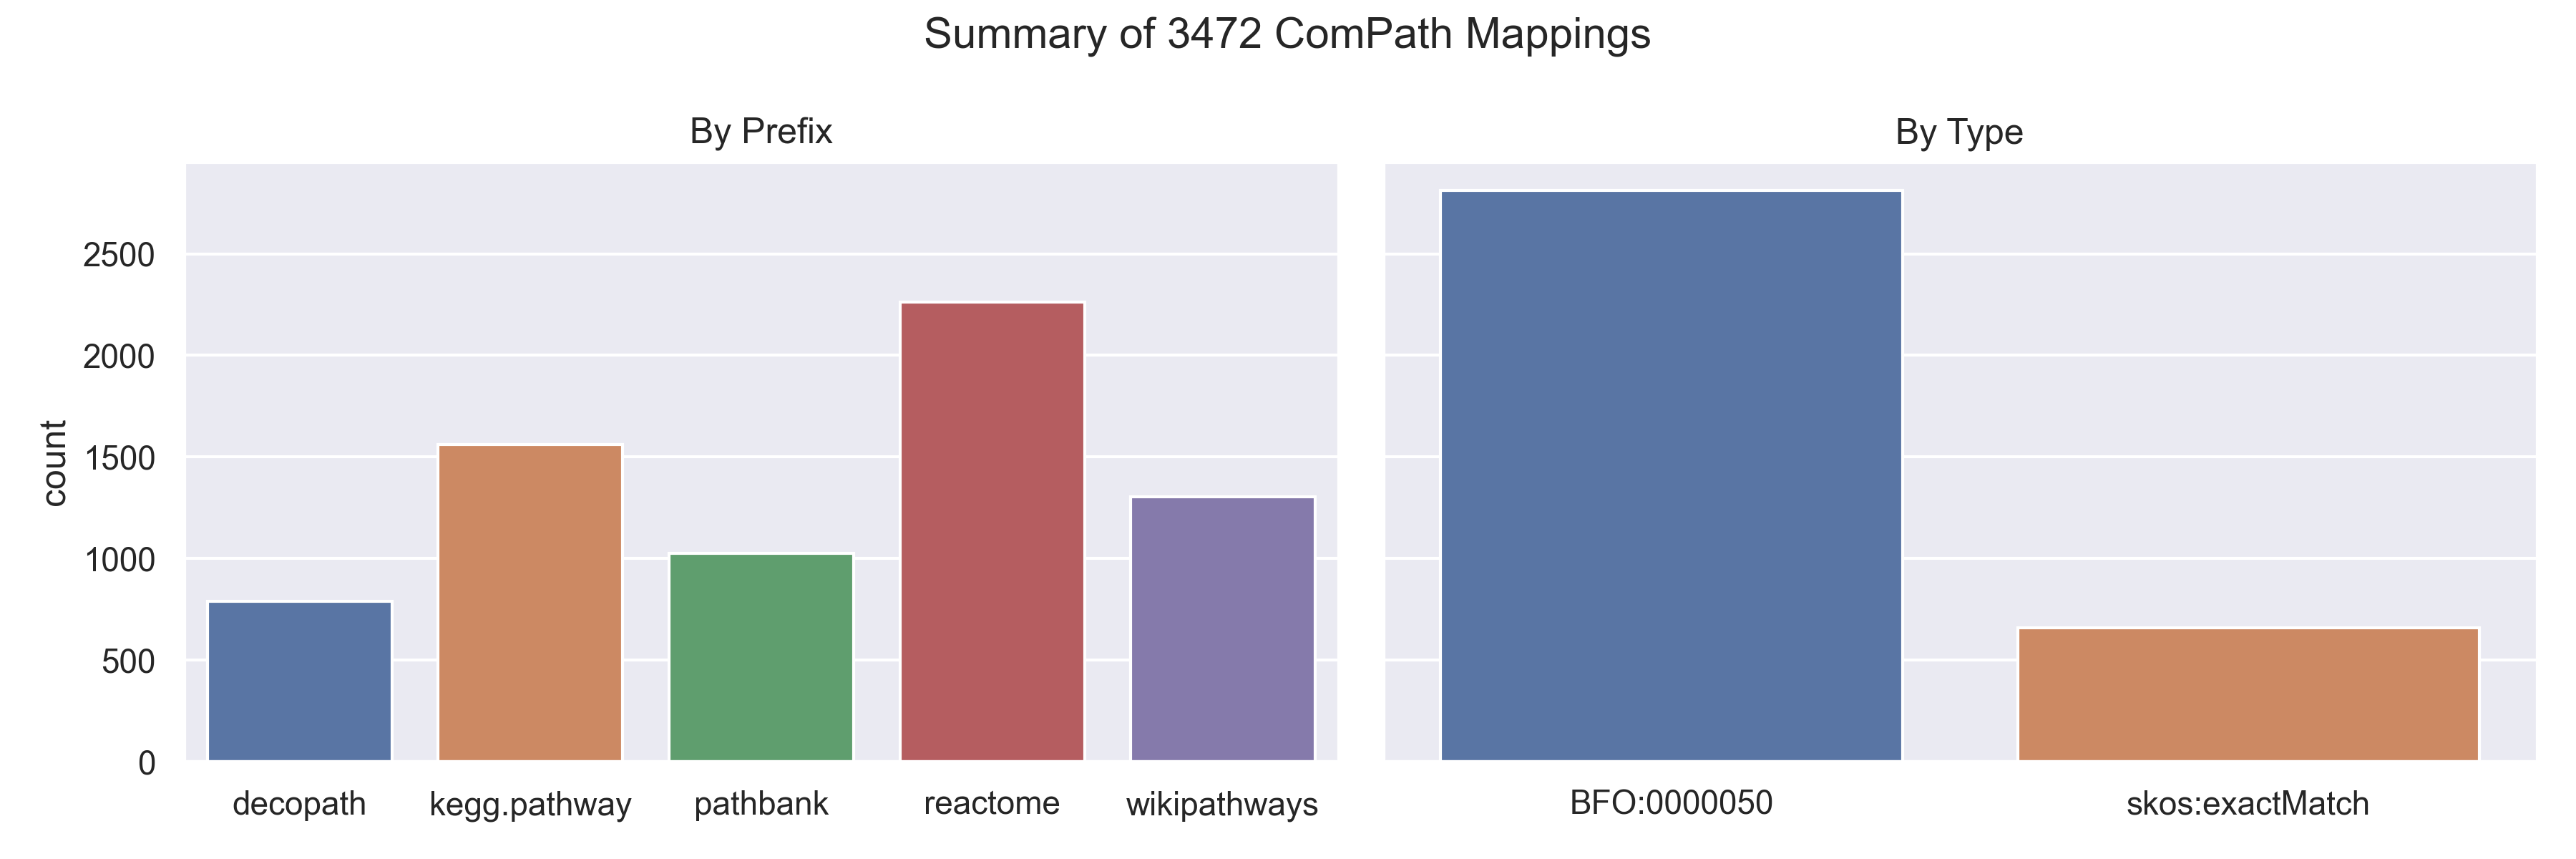 Summary of 3472 ComPath Mappings
By Prefix
By Type
count
2500
2000
1500
1000
500
0
decopath kegg.pathway pathbank reactome wikipathways
BFO:0000050 skos:exactMatch